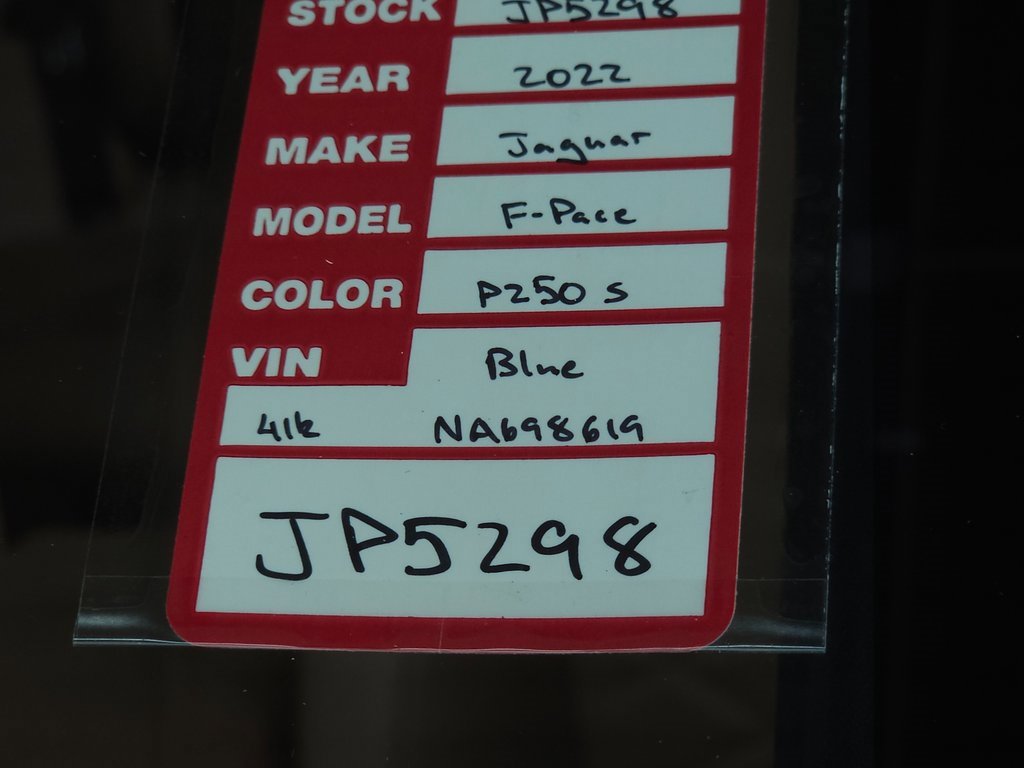 STOCK JP5298
YEAR 2022
MAKE Jaguar
MODEL F-Pace
COLOR P250 S
VIN Blue
41k NA698619
JP5298